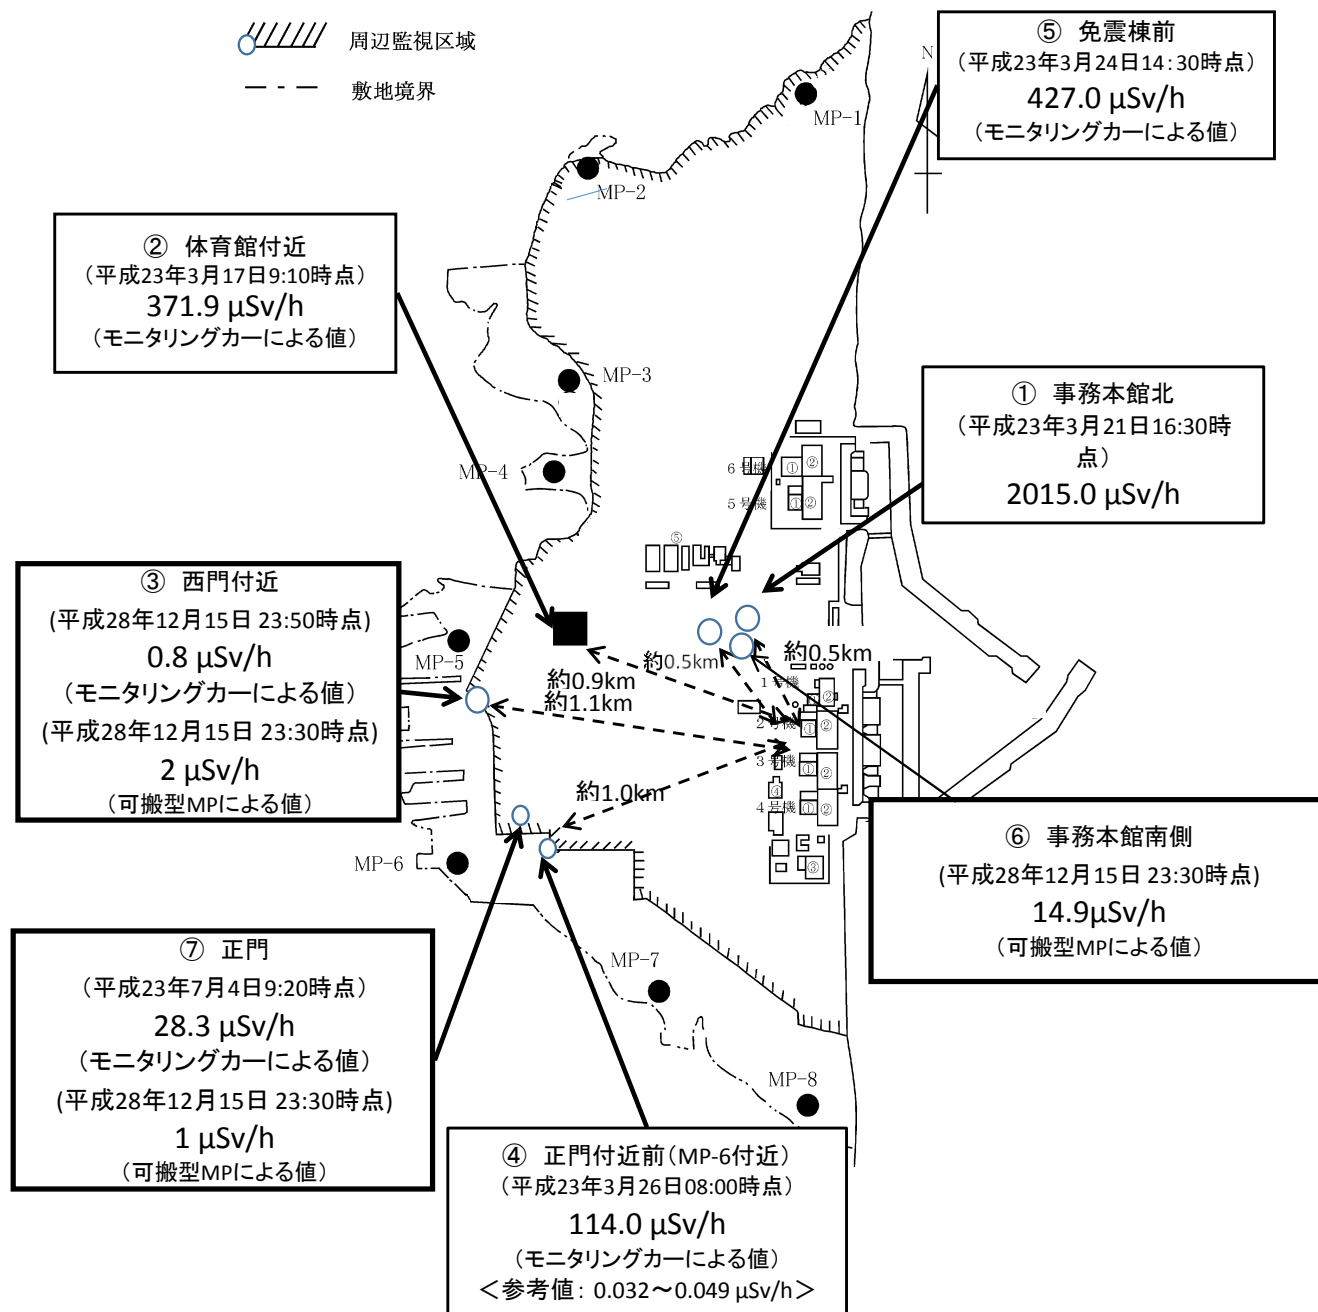 周辺監視区域
敷地境界
⑤ 免震棟前
（平成23年3月24日14:30時点）
427.0 μSv/h
（モニタリングカーによる値）
N
MP-1
MP-2
② 体育館付近
（平成23年3月17日9:10時点）
371.9 μSv/h
（モニタリングカーによる値）
MP-3
① 事務本館北
（平成23年3月21日16:30時
点）
2015.0 μSv/h
MP-4
6号機
① ②
5号機
① ②
⑤
③ 西門付近
(平成28年12月15日 23:50時点)
0.8 μSv/h
（モニタリングカーによる値）
(平成28年12月15日 23:30時点)
2 μSv/h
（可搬型MPによる値）
MP-5
約0.5km
約0.5km
約0.9km
約1.1km
1号機
②
2号機
① ②
3号機
① ②
④
4号機
① ②
③
約1.0km
MP-6
⑥ 事務本館南側
(平成28年12月15日 23:30時点)
14.9μSv/h
（可搬型MPによる値）
⑦ 正門
（平成23年7月4日9:20時点）
28.3 μSv/h
（モニタリングカーによる値）
(平成28年12月15日 23:30時点)
1 μSv/h
（可搬型MPによる値）
MP-7
MP-8
④ 正門付近前（MP-6付近）
（平成23年3月26日08:00時点）
114.0 μSv/h
（モニタリングカーによる値）
＜参考値: 0.032～0.049 μSv/h＞